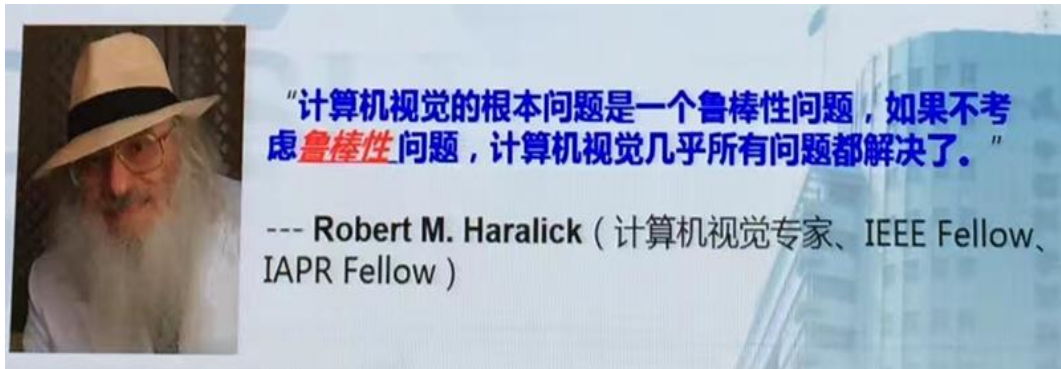 “计算机视觉的根本问题是一个鲁棒性问题，如果不考
虑鲁棒性 问题，计算机视觉几乎所有问题都解决了。”
--- Robert M. Haralick（计算机视觉专家、IEEE Fellow、
IAPR Fellow）